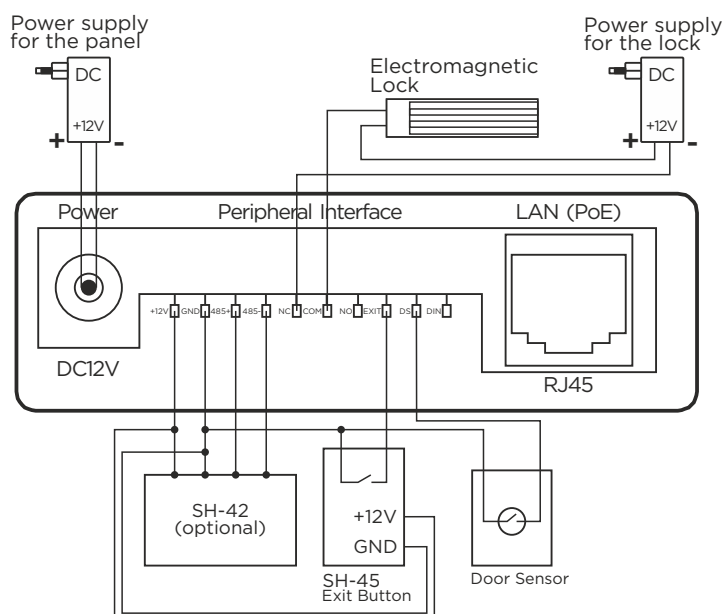 Power supply
for the panel
Power supply
for the lock
Electromagnetic
Lock
DC
DC
+12V
+12V
+ -
+ -
Power
Peripheral Interface
LAN (PoE)
+12V GND 485+ 485- NC COM NO EXIT DS DIN
DC12V
RJ45
SH-42
(optional)
+12V
GND
SH-45
Exit Button
Door Sensor